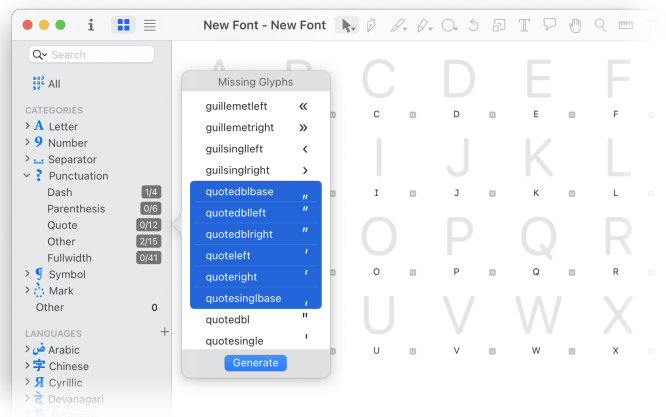 New Font - New Font
Search
All
CATEGORIES
Letter
Number
Separator
Punctuation
Dash 1/4
Parenthesis 0/6
Quote 0/12
Other 2/15
Fullwidth 0/41
Symbol
Mark
Other 0
LANGUAGES
Arabic
Chinese
Cyrillic
Devanagari
Missing Glyphs
guillemetleft «
guillemetright »
guilsinglleft ‹
guilsinglright ›
quotedblbase „
quotedblleft “
quotedblright ”
quoteleft ‘
quoteright ’
quotesinglbase ‚
quotedbl "
quotesingle '
Generate
A B C D E F
C D E F
I J K L
I J K L
O P Q R
O P Q R
U V W X
U V W X